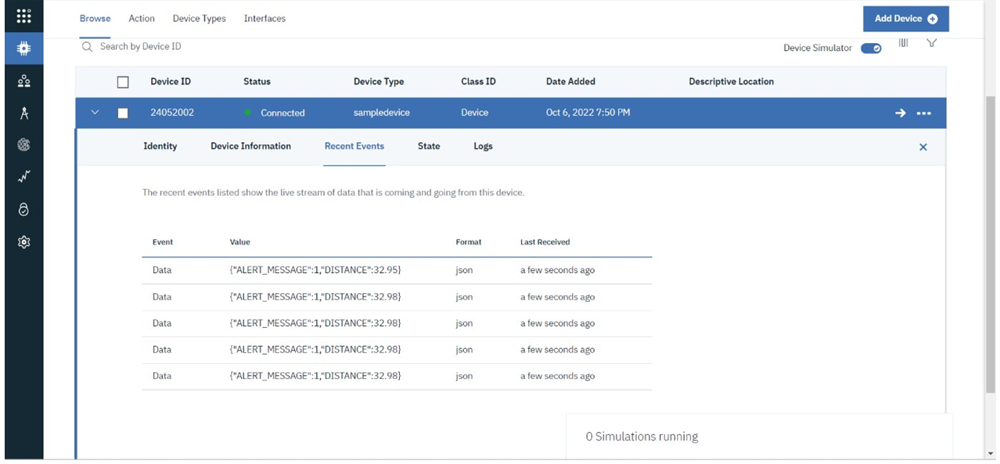 Browse Action Device Types Interfaces Add Device
Search by Device ID Device Simulator
Device ID Status Device Type Class ID Date Added Descriptive Location
24052002 Connected sampledevice Device Oct 6, 2022 7:50 PM
Identity Device Information Recent Events State Logs
The recent events listed show the live stream of data that is coming and going from this device.
Event Value Format Last Received
Data {"ALERT_MESSAGE":1,"DISTANCE":32.95} json a few seconds ago
Data {"ALERT_MESSAGE":1,"DISTANCE":32.98} json a few seconds ago
Data {"ALERT_MESSAGE":1,"DISTANCE":32.98} json a few seconds ago
Data {"ALERT_MESSAGE":1,"DISTANCE":32.98} json a few seconds ago
Data {"ALERT_MESSAGE":1,"DISTANCE":32.98} json a few seconds ago
0 Simulations running